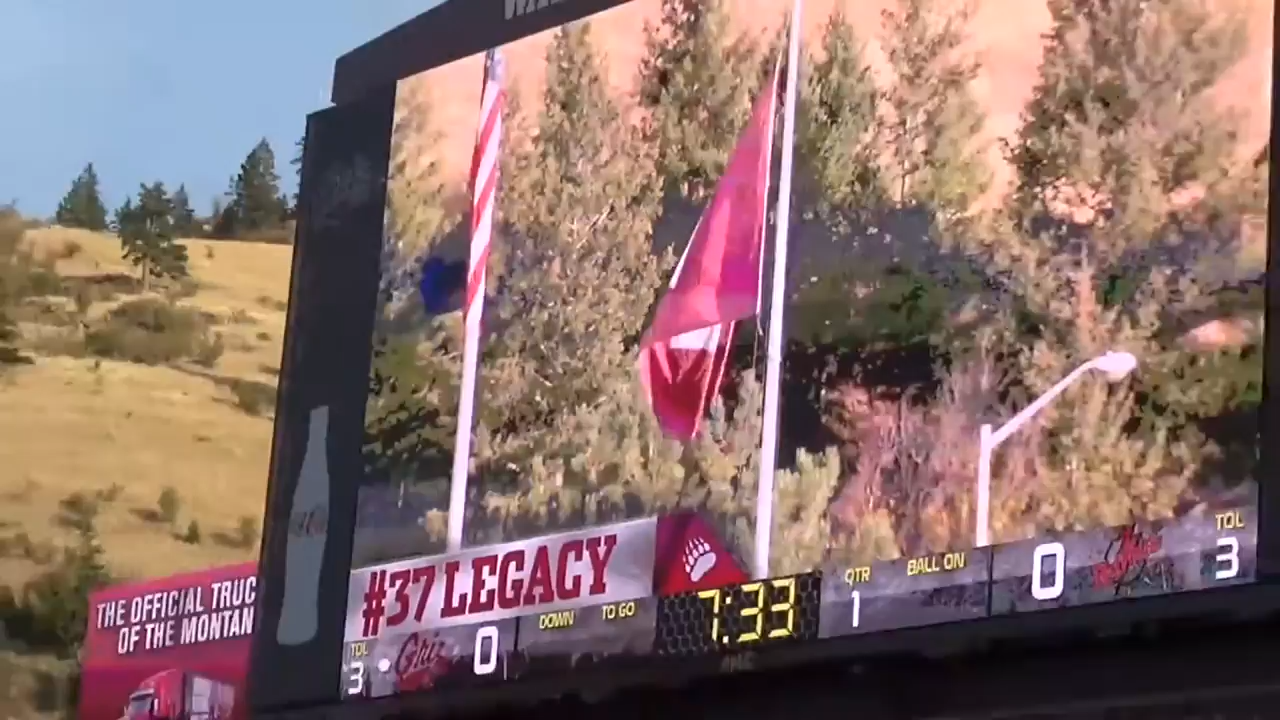 #37 LEGACY
THE OFFICIAL TRUC
OF THE MONTAN
TOL
3
Griz
0
DOWN
TO GO
7:33
QTR
1
BALL ON
0
TOL
3